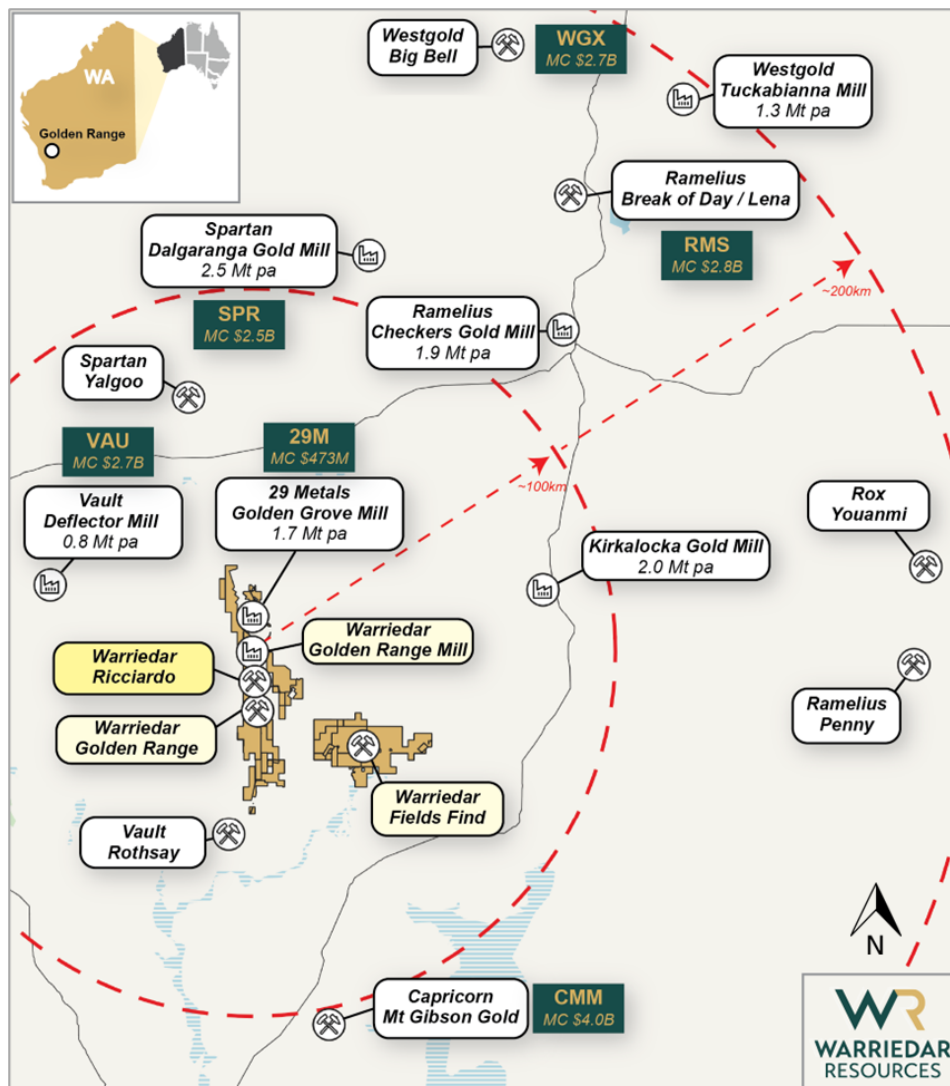 WA
Golden Range
Westgold
Big Bell
WGX
MC $2.7B
Westgold
Tuckabianna Mill
1.3 Mt pa
Ramelius
Break of Day / Lena
RMS
MC $2.8B
Spartan
Dalgaranga Gold Mill
2.5 Mt pa
SPR
MC $2.5B
Ramelius
Checkers Gold Mill
1.9 Mt pa
~200km
Spartan
Yalgoo
VAU
MC $2.7B
29M
MC $473M
Vault
Deflector Mill
0.8 Mt pa
29 Metals
Golden Grove Mill
1.7 Mt pa
~100km
Rox
Youanmi
Kirkalocka Gold Mill
2.0 Mt pa
Warriedar
Golden Range Mill
Warriedar
Ricciardo
Warriedar
Golden Range
Ramelius
Penny
Warriedar
Fields Find
Vault
Rothsay
N
Capricorn
Mt Gibson Gold
CMM
MC $4.0B
WR
WARRIEDAR
RESOURCES